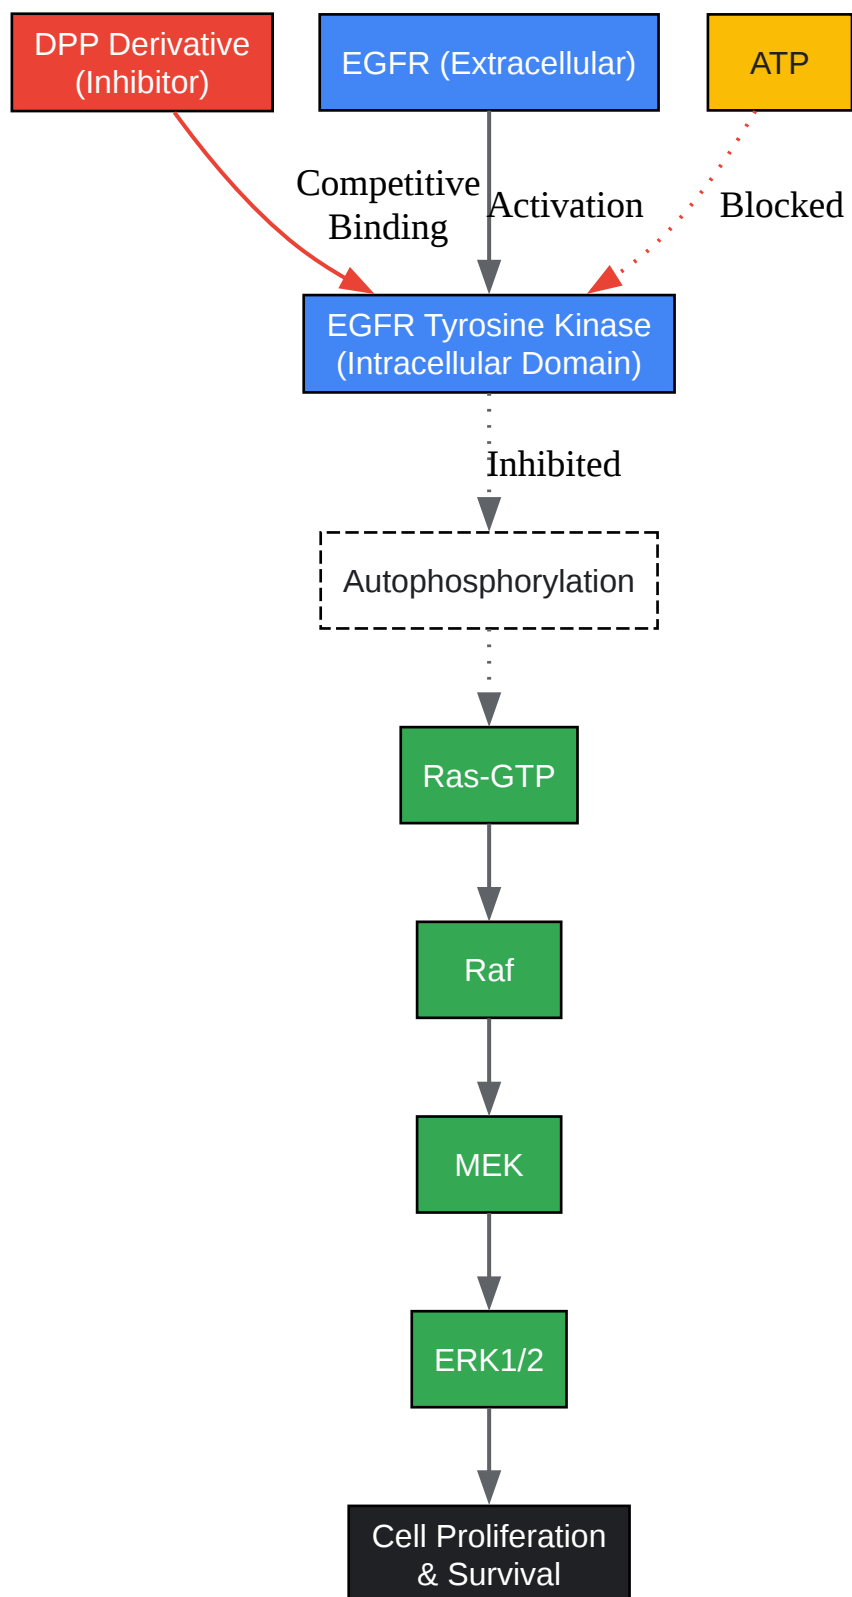 DPP Derivative
(Inhibitor)
EGFR (Extracellular)
ATP
Competitive
Binding
Activation
Blocked
EGFR Tyrosine Kinase
(Intracellular Domain)
Inhibited
Autophosphorylation
Ras-GTP
Raf
MEK
ERK1/2
Cell Proliferation
& Survival